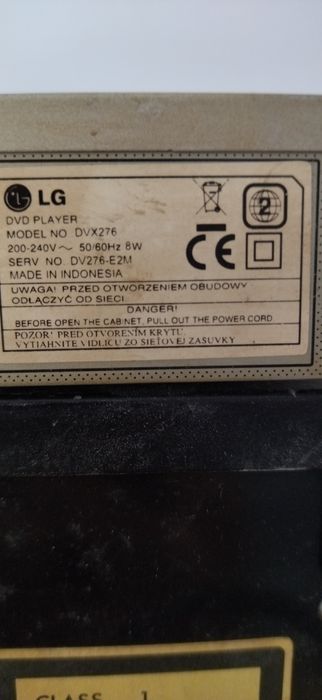 LG
DVD PLAYER
MODEL NO DVX276
200-240V~ 50/60Hz 8W
SERV NO. DV276-E2M
MADE IN INDONESIA
2
CE
UWAGA! PRZED OTWORZENIEM OBUDOWY
ODŁĄCZYĆ OD SIECI
DANGER!
BEFORE OPEN THE CABINET, PULL OUT THE POWER CORD
POZOR! PRED OTVORENÍM KRYTU
VYTIAHNITE VIDLICU ZO SIEŤOVEJ ZASUVKY
CLASS 1